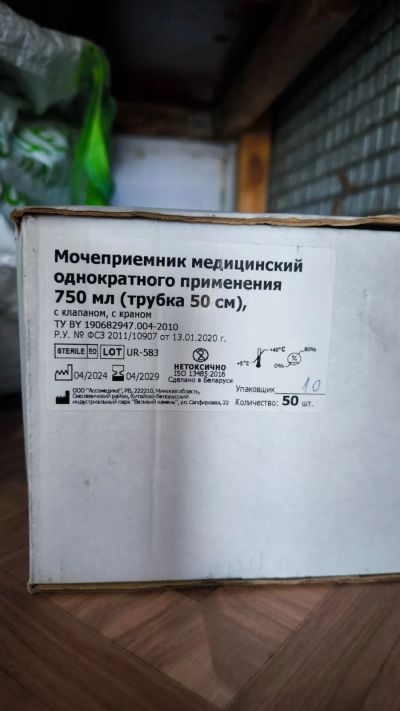 Мочеприемник медицинский
однократного применения
750 мл (трубка 50 см),
с клапаном, с краном
ТУ BY 190682947.004-2010
Р.У. № ФСЗ 2011/10907 от 13.01.2020 г.
STERILE EO LOT UR-583
НЕТОКСИЧНО
ISO 13485-2016
Сделано в Беларуси
+5°C +40°C
0% % 80%
04/2024 04/2029
Упаковщик 10
Количество: 50 шт.
ООО "Ассомедика", РБ, 222210, Минская область,
Смолевичский район, Китайско-Белорусский
индустриальный парк "Великий камень", ул. Сапфировая, 22